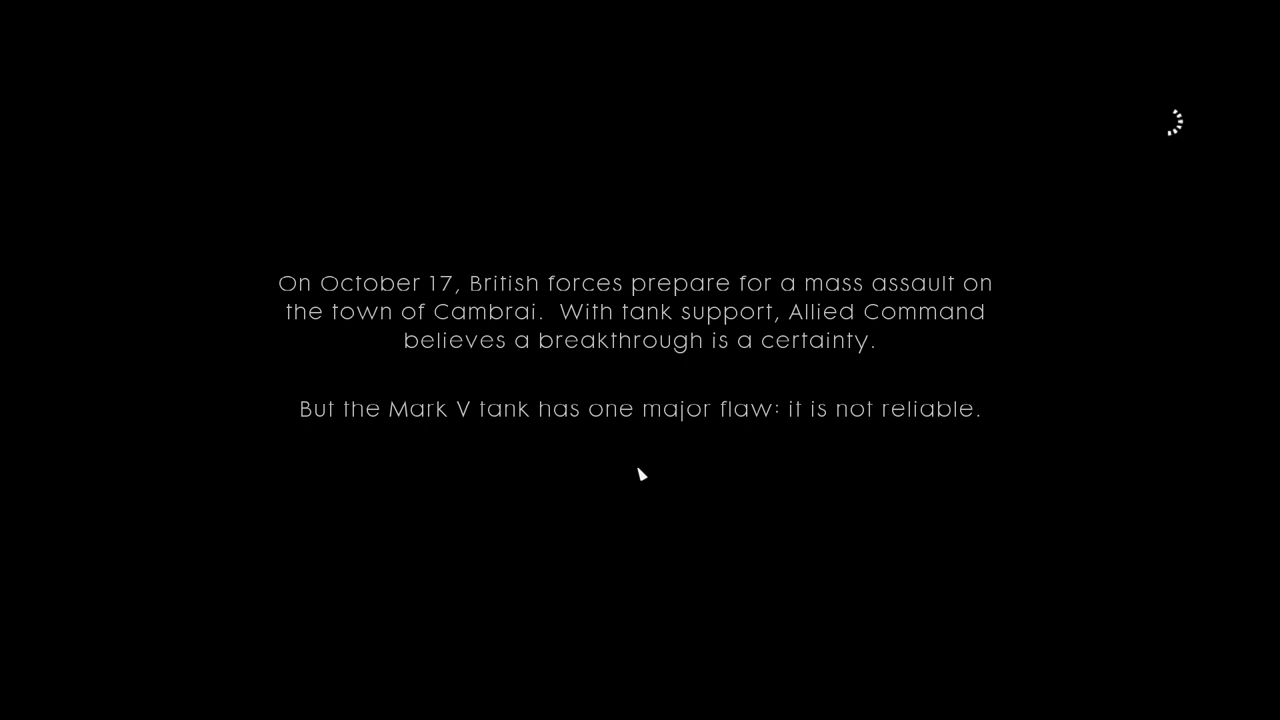 On October 17, British forces prepare for a mass assault on
the town of Cambrai.  With tank support, Allied Command
believes a breakthrough is a certainty.
But the Mark V tank has one major flaw: it is not reliable.